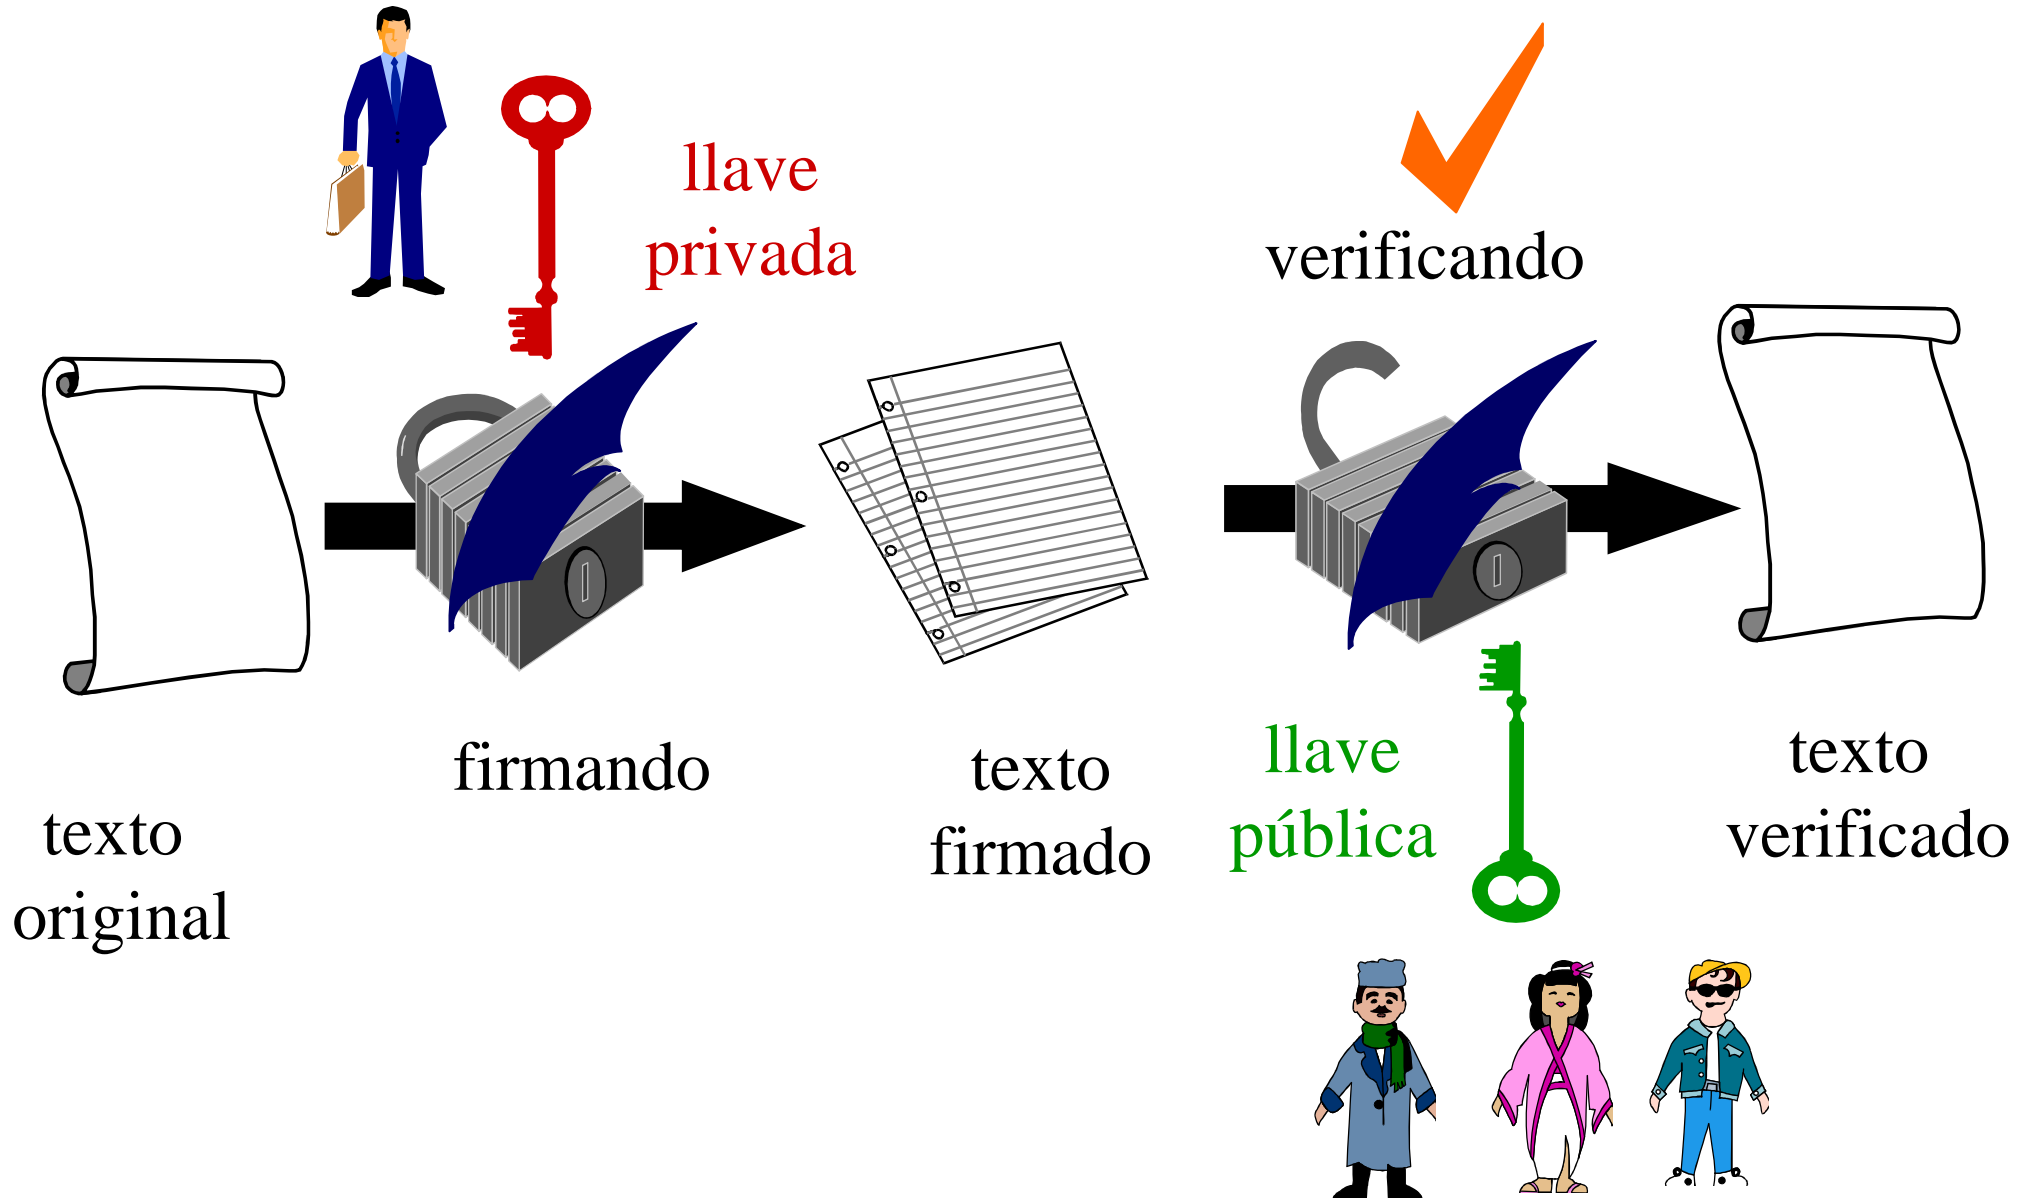 llave
privada
verificando
texto
original
firmando
texto
firmado
llave
pública
texto
verificado